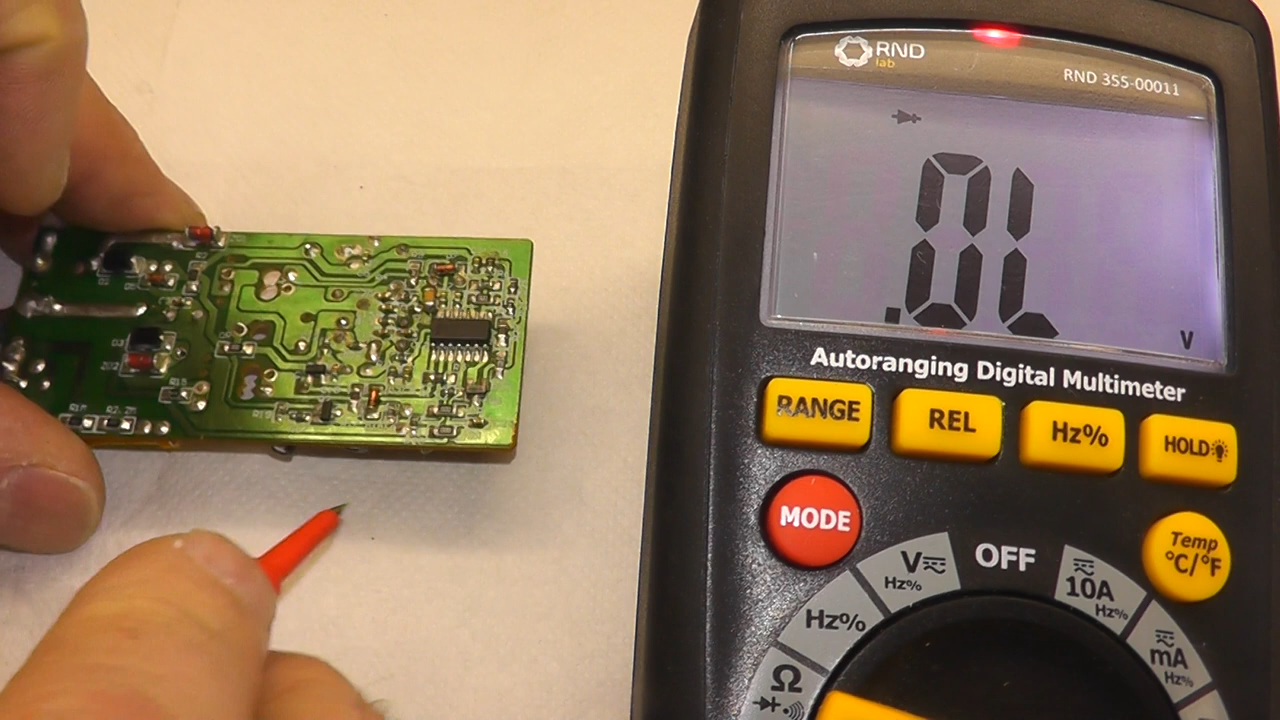 RND
lab
RND 355-00011
.0L
V
Autoranging Digital Multimeter
RANGE
REL
Hz%
HOLD
MODE
Temp
°C/°F
OFF
V
Hz%
10A
Hz%
Hz%
mA
Hz%
Ω